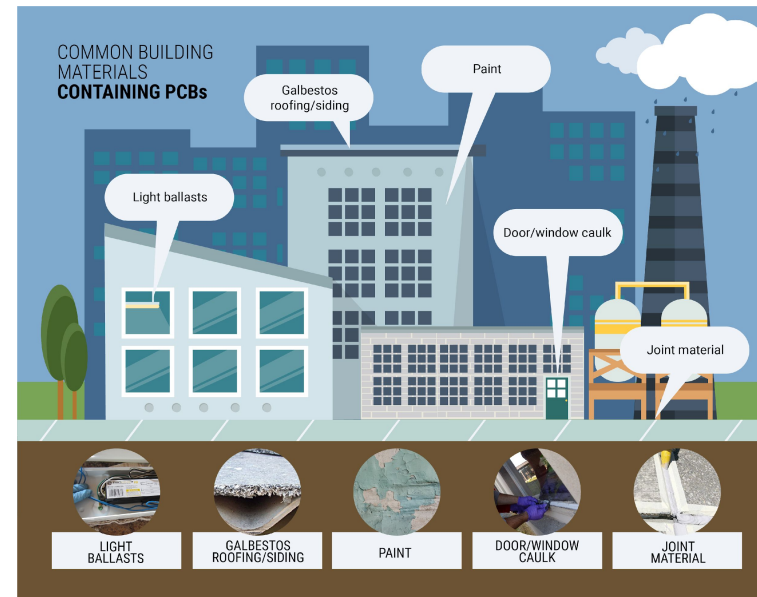 COMMON BUILDING
MATERIALS
CONTAINING PCBs
Paint
Galbestos
roofing/siding
Light ballasts
Door/window caulk
Joint material
LIGHT
BALLASTS
GALBESTOS
ROOFING/SIDING
PAINT
DOOR/WINDOW
CAULK
JOINT
MATERIAL